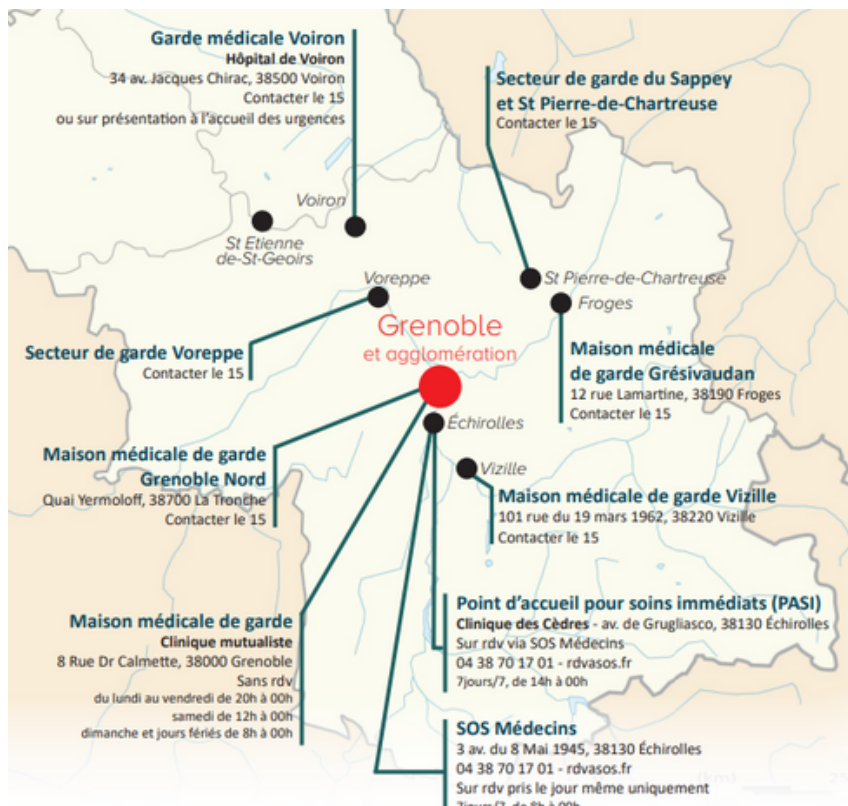 Garde médicale Voiron
Hôpital de Voiron
34 av. Jacques Chirac, 38500 Voiron
Contacter le 15
ou sur présentation à l'accueil des urgences
Secteur de garde du Sappey
et St Pierre-de-Chartreuse
Contacter le 15
Voiron
St Etienne
de-St-Geoirs
Voreppe
St Pierre-de-Chartreuse
Froges
Grenoble
et agglomération
Secteur de garde Voreppe
Contacter le 15
Maison médicale
de garde Grésivaudan
12 rue Lamartine, 38190 Froges
Contacter le 15
Échirolles
Maison médicale de garde
Grenoble Nord
Quai Yermoloff, 38700 La Tronche
Contacter le 15
Vizille
Maison médicale de garde Vizille
101 rue du 19 mars 1962, 38220 Vizille
Contacter le 15
Maison médicale de garde
Clinique mutualiste
8 Rue Dr Calmette, 38000 Grenoble
Sans rdv
du lundi au vendredi de 20h à 00h
samedi de 12h à 00h
dimanche et jours fériés de 8h à 00h
Point d'accueil pour soins immédiats (PASI)
Clinique des Cèdres - av. de Grugliasco, 38130 Échirolles
Sur rdv via SOS Médecins
04 38 70 17 01 - rdvasos.fr
7jours/7, de 14h à 00h
SOS Médecins
3 av. du 8 Mai 1945, 38130 Échirolles
04 38 70 17 01 - rdvasos.fr
Sur rdv pris le jour même uniquement
7jours/7, de 8h à 00h
(km)